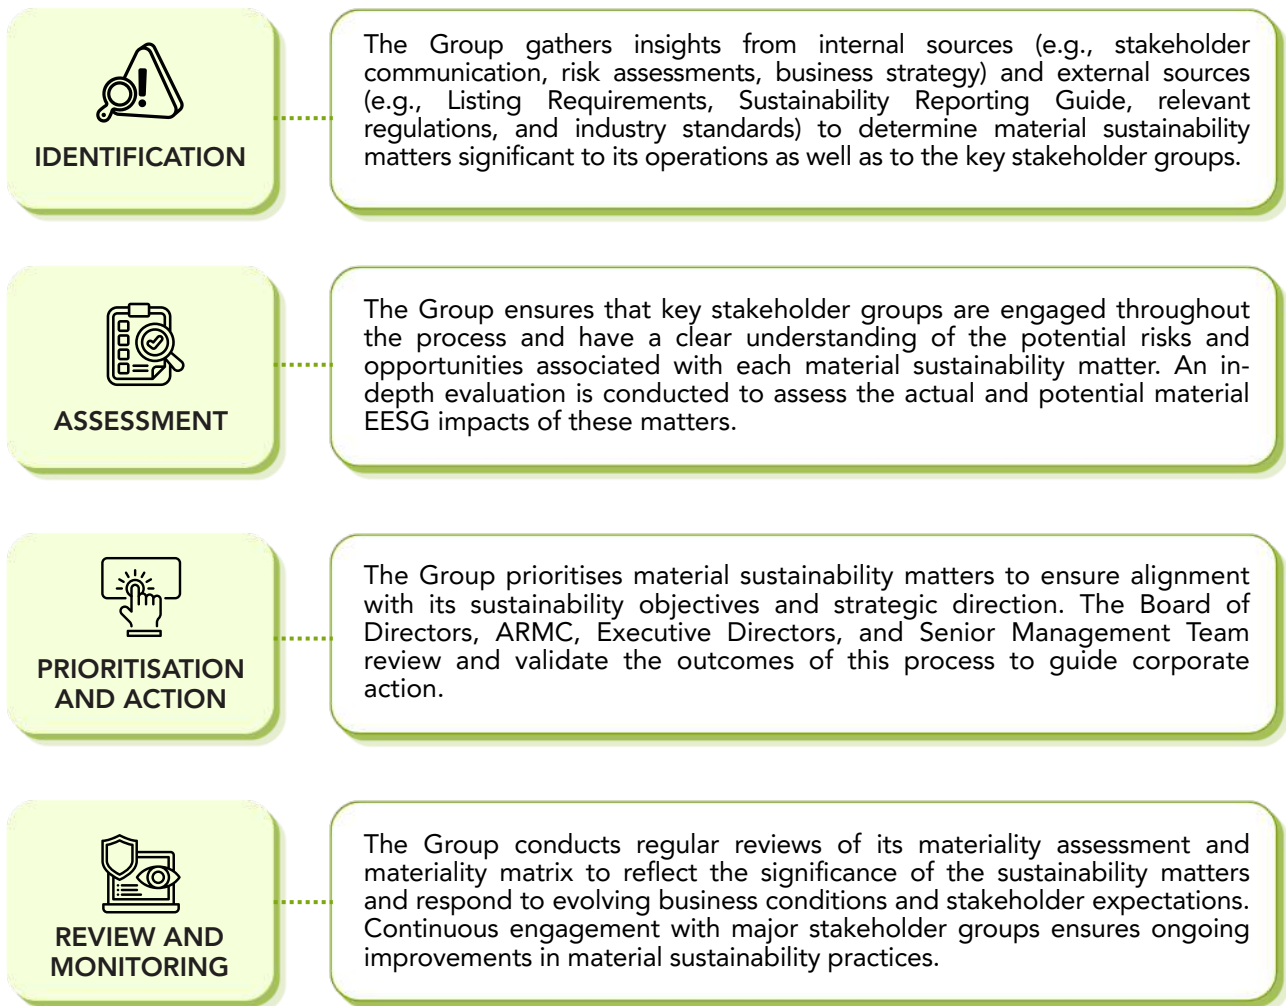 IDENTIFICATION
The Group gathers insights from internal sources (e.g., stakeholder
communication, risk assessments, business strategy) and external sources
(e.g., Listing Requirements, Sustainability Reporting Guide, relevant
regulations, and industry standards) to determine material sustainability
matters significant to its operations as well as to the key stakeholder groups.
ASSESSMENT
The Group ensures that key stakeholder groups are engaged throughout
the process and have a clear understanding of the potential risks and
opportunities associated with each material sustainability matter. An in-
depth evaluation is conducted to assess the actual and potential material
EESG impacts of these matters.
PRIORITISATION
AND ACTION
The Group prioritises material sustainability matters to ensure alignment
with its sustainability objectives and strategic direction. The Board of
Directors, ARMC, Executive Directors, and Senior Management Team
review and validate the outcomes of this process to guide corporate
action.
REVIEW AND
MONITORING
The Group conducts regular reviews of its materiality assessment and
materiality matrix to reflect the significance of the sustainability matters
and respond to evolving business conditions and stakeholder expectations.
Continuous engagement with major stakeholder groups ensures ongoing
improvements in material sustainability practices.